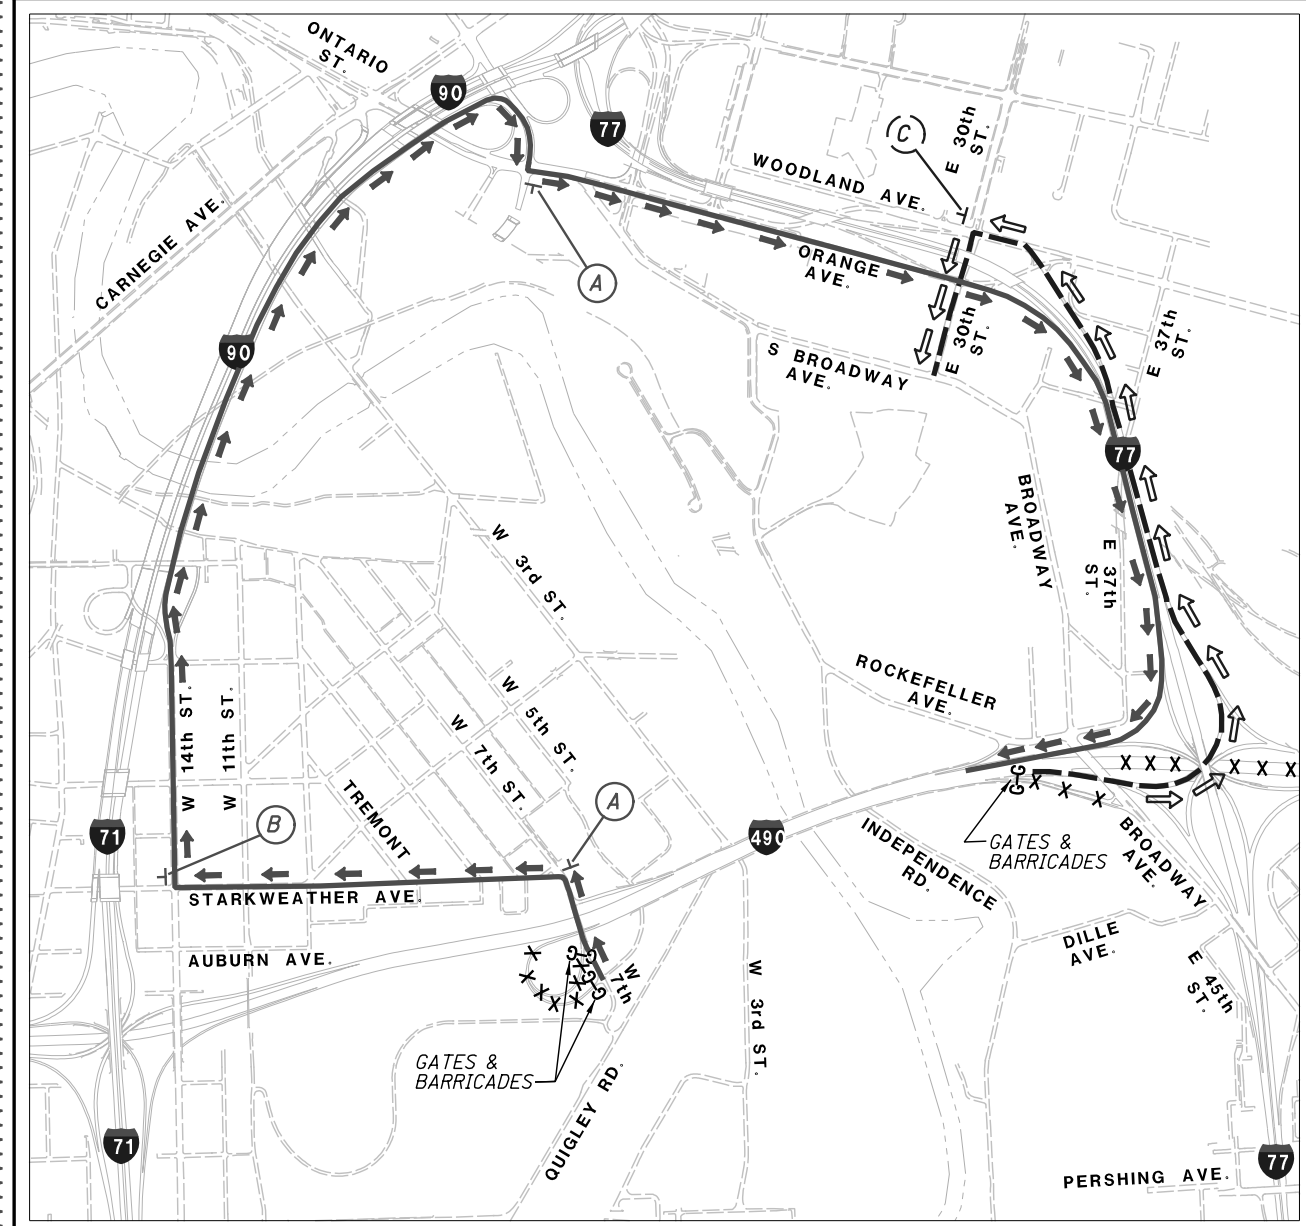 ONTARIO
ST.
90
77
C
E 30th
ST.
WOODLAND AVE.
CARNEGIE AVE.
A
ORANGE
AVE.
90
E 30th
ST.
E 37th
ST.
S BROADWAY
AVE.
77
BROADWAY
AVE.
W 3rd ST.
E 37th
ST.
ROCKEFELLER
AVE.
W 5th ST.
W 7th ST.
W 14th ST.
W 11th ST.
TREMONT
G
G
X X X X X X
X X X
A
B
71
490
GATES &
BARRICADES
INDEPENDENCE
RD.
BROADWAY
AVE.
STARKWEATHER AVE.
AUBURN AVE.
DILLE
AVE.
E 45th
ST.
W
7th
G
G
G
G
X
X
X
X
X
X
X
W 3rd ST.
GATES &
BARRICADES
QUIGLEY RD.
71
77
PERSHING AVE.